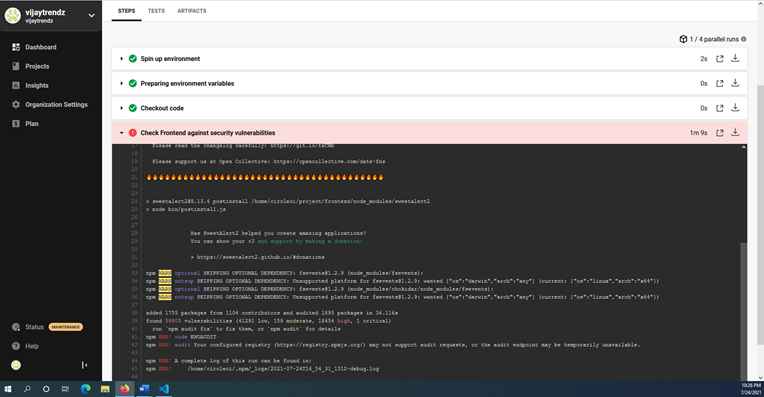 vijaytrendz
vijaytrendz
Dashboard
Projects
Insights
Organization Settings
Plan
Status MAINTENANCE
Help
STEPS TESTS ARTIFACTS
1 / 4 parallel runs
Spin up environment 2s
Preparing environment variables 0s
Checkout code 0s
Check Frontend against security vulnerabilities 1m 9s
17 Please read the changelog carefully: https://git.io/
18
19 Please support us at Open Collective: https://opencollective.com/date-fns
20
21 🔥🔥🔥🔥🔥🔥🔥🔥🔥🔥🔥🔥🔥🔥🔥🔥🔥🔥🔥🔥🔥🔥🔥🔥🔥🔥🔥🔥🔥🔥🔥🔥🔥🔥🔥🔥🔥🔥🔥
22
23
24 > sweetalert2@8.13.4 postinstall /home/circleci/project/frontend/node_modules/sweetalert2
25 > node bin/postinstall.js
26
27
28 Has SweetAlert2 helped you create amazing applications?
29 You can show your <3 and support by making a donation:
30
31 > https://sweetalert2.github.io/#donations
32
33 npm WARN optional SKIPPING OPTIONAL DEPENDENCY: fsevents@1.2.9 (node_modules/fsevents):
34 npm WARN notsup SKIPPING OPTIONAL DEPENDENCY: Unsupported platform for fsevents@1.2.9: wanted {"os":"darwin","arch":"any"} (current: {"os":"linux","arch":"x64"})
35 npm WARN optional SKIPPING OPTIONAL DEPENDENCY: fsevents@1.2.9 (node_modules/chokidar/node_modules/fsevents):
36 npm WARN notsup SKIPPING OPTIONAL DEPENDENCY: Unsupported platform for fsevents@1.2.9: wanted {"os":"darwin","arch":"any"} (current: {"os":"linux","arch":"x64"})
37
38 added 1755 packages from 1104 contributors and audited 1895 packages in 36.116s
39 found 59905 vulnerabilities (41291 low, 159 moderate, 18454 high, 1 critical)
40 run `npm audit fix` to fix them, or `npm audit` for details
41 npm ERR! code ENOAUDIT
42 npm ERR! audit Your configured registry (https://registry.npmjs.org/) may not support audit requests, or the audit endpoint may be temporarily unavailable.
43
44 npm ERR! A complete log of this run can be found in:
45 npm ERR! /home/circleci/.npm/_logs/2021-07-24T16_54_31_151Z-debug.log
46
10:26 PM
7/24/2021